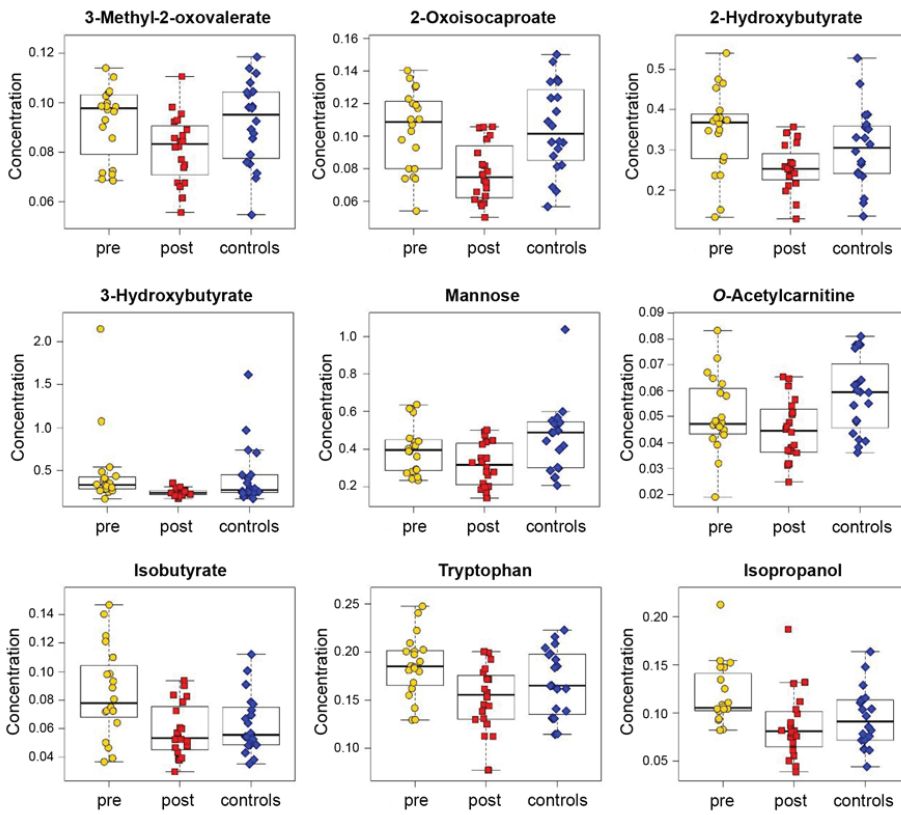 3-Methyl-2-oxovalerate
Concentration
0.12
0.10
0.08
0.06
pre post controls
2-Oxoisocaproate
Concentration
0.16
0.14
0.12
0.10
0.08
0.06
pre post controls
2-Hydroxybutyrate
Concentration
0.5
0.4
0.3
0.2
pre post controls
3-Hydroxybutyrate
Concentration
2.0
1.5
1.0
0.5
pre post controls
Mannose
Concentration
1.0
0.8
0.6
0.4
0.2
pre post controls
O-Acetylcarnitine
Concentration
0.09
0.08
0.07
0.06
0.05
0.04
0.03
0.02
pre post controls
Isobutyrate
Concentration
0.14
0.12
0.10
0.08
0.06
0.04
pre post controls
Tryptophan
Concentration
0.25
0.20
0.15
0.10
pre post controls
Isopropanol
Concentration
0.20
0.15
0.10
0.05
pre post controls